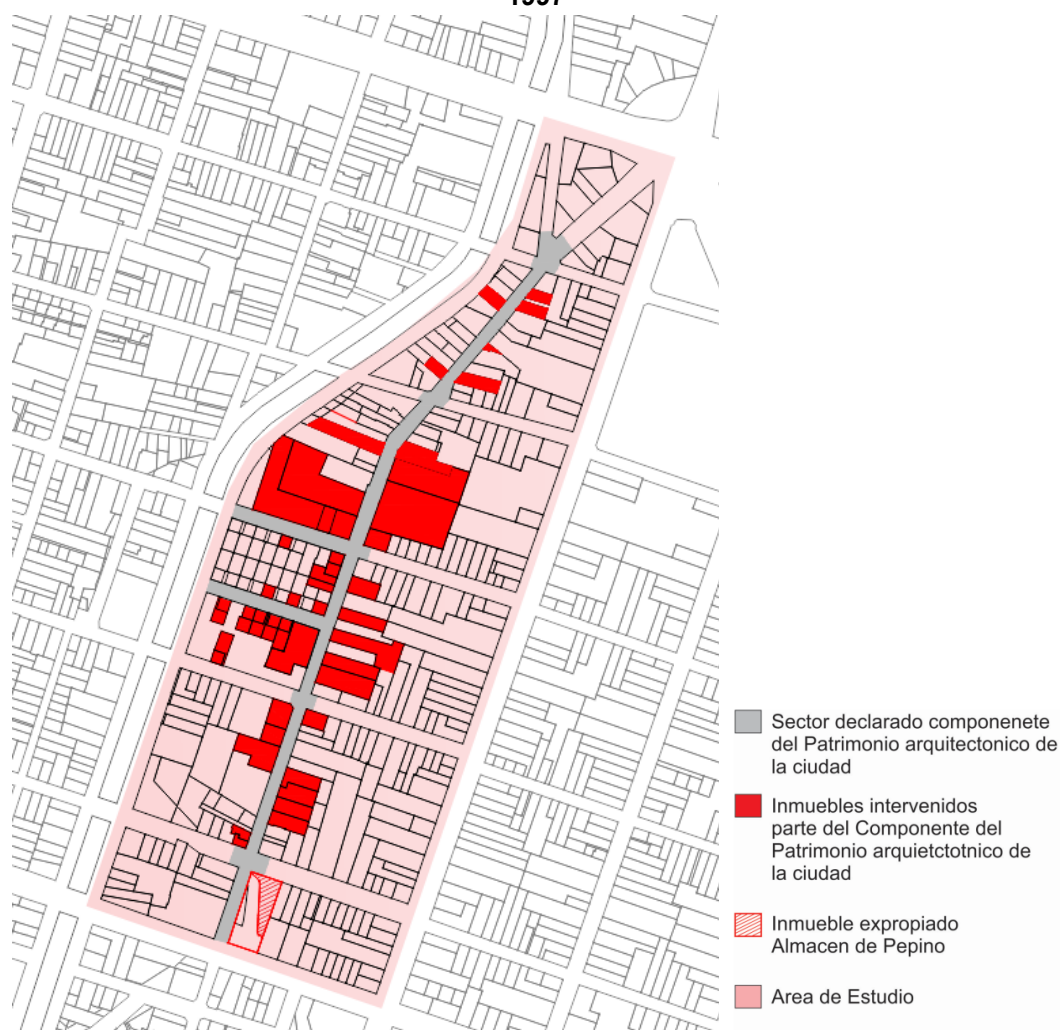 1997
Sector declarado componenete
del Patrimonio arquitectonico de
la ciudad
Inmuebles intervenidos
parte del Componente del
Patrimonio arquietctotnico de
la ciudad
Inmueble expropiado
Almacen de Pepino
Area de Estudio